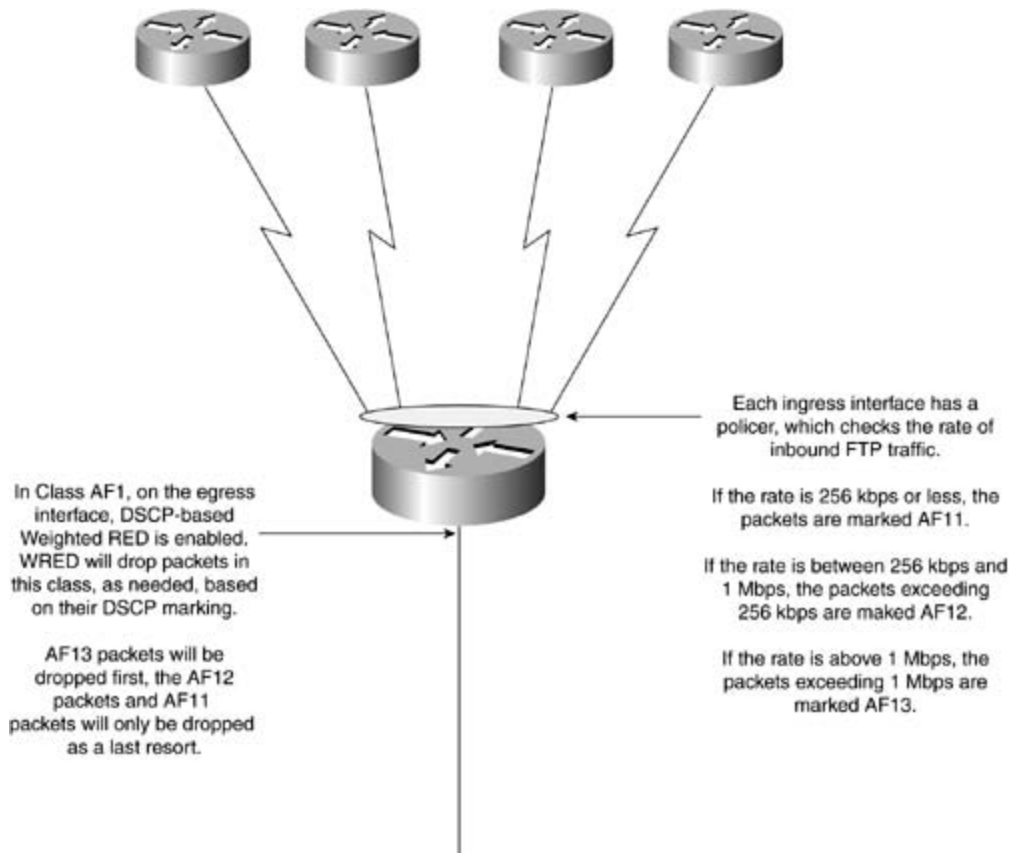 Each ingress interface has a
policer, which checks the rate of
inbound FTP traffic.
If the rate is 256 kbps or less, the
packets are marked AF11.
If the rate is between 256 kbps and
1 Mbps, the packets exceeding
256 kbps are maked AF12.
If the rate is above 1 Mbps, the
packets exceeding 1 Mbps are
marked AF13.
In Class AF1, on the egress
interface, DSCP-based
Weighted RED is enabled.
WRED will drop packets in
this class, as needed, based
on their DSCP marking.
AF13 packets will be
dropped first, the AF12
packets and AF11
packets will only be dropped
as a last resort.